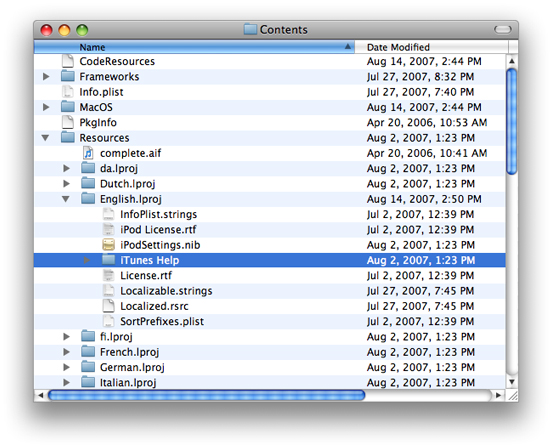 Contents
Name Date Modified
CodeResources Aug 14, 2007, 2:44 PM
Frameworks Jul 27, 2007, 8:32 PM
Info.plist Jul 27, 2007, 7:40 PM
MacOS Aug 14, 2007, 2:44 PM
PkgInfo Apr 20, 2006, 10:53 AM
Resources Aug 2, 2007, 1:23 PM
complete.aif Apr 20, 2006, 10:41 AM
da.lproj Aug 2, 2007, 1:23 PM
Dutch.lproj Aug 2, 2007, 1:23 PM
English.lproj Aug 14, 2007, 2:50 PM
InfoPlist.strings Jul 2, 2007, 12:39 PM
iPod License.rtf Jul 2, 2007, 12:39 PM
iPodSettings.nib Aug 2, 2007, 1:23 PM
iTunes Help Aug 2, 2007, 1:23 PM
License.rtf Jul 2, 2007, 12:39 PM
Localizable.strings Jul 27, 2007, 7:45 PM
Localized.rsrc Jul 27, 2007, 7:45 PM
SortPrefixes.plist Jul 2, 2007, 12:39 PM
fi.lproj Aug 2, 2007, 1:23 PM
French.lproj Aug 2, 2007, 1:23 PM
German.lproj Aug 2, 2007, 1:23 PM
Italian.lproj Aug 2, 2007, 1:23 PM